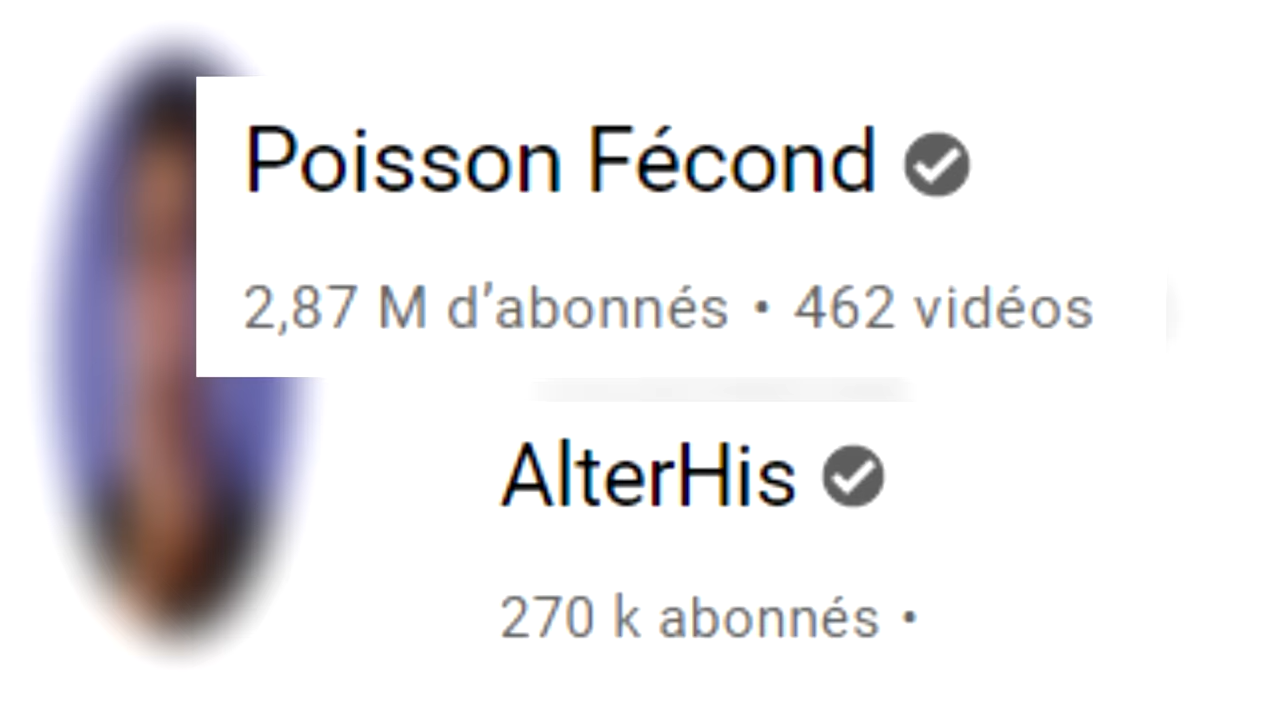 Poisson Fécond
2,87 M d’abonnés • 462 vidéos
AlterHis
270 k abonnés •